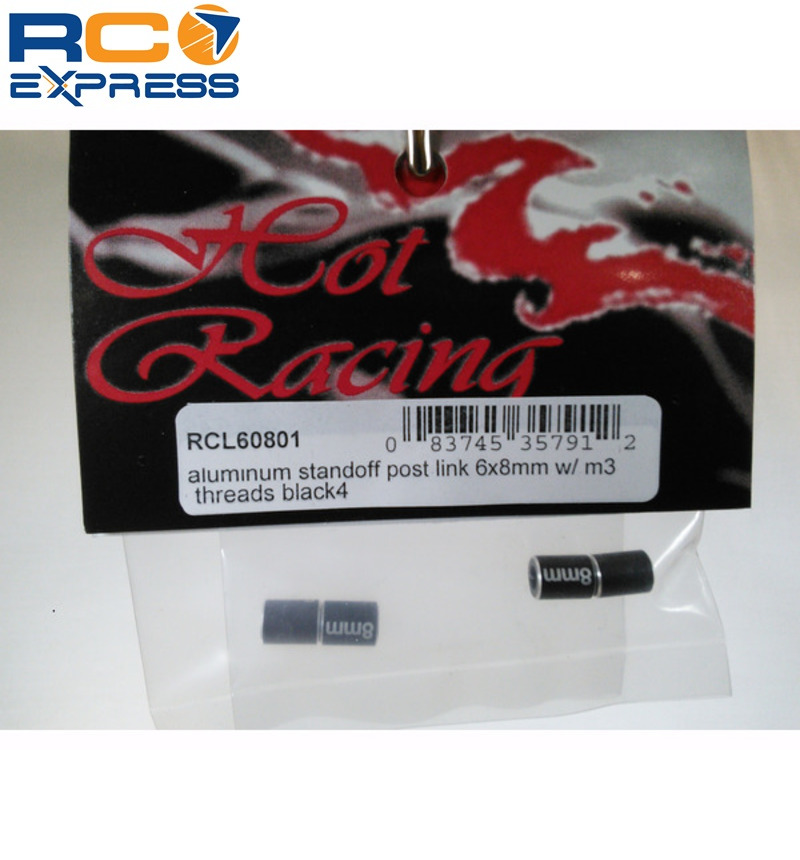 RC
EXPRESS
Hot
Racing
RCL60801
0 83745 35791 2
aluminum standoff post link 6x8mm w/ m3
threads black4
8mm
8mm